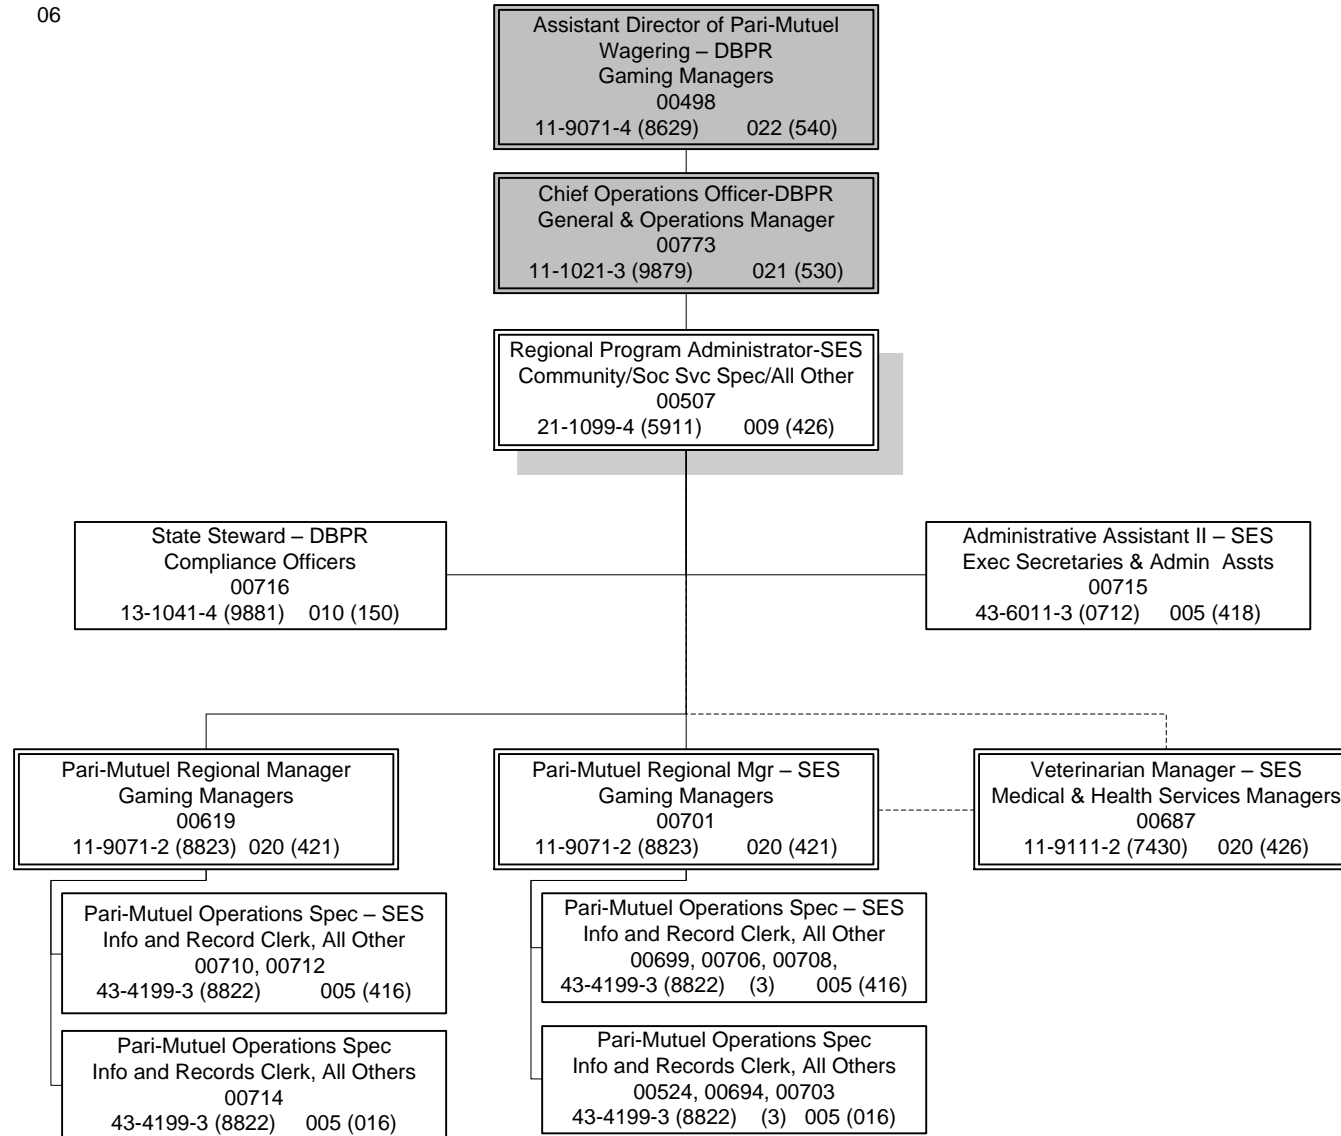 06
Assistant Director of Pari-Mutuel
Wagering – DBPR
Gaming Managers
00498
11-9071-4 (8629) 022 (540)
Chief Operations Officer-DBPR
General & Operations Manager
00773
11-1021-3 (9879) 021 (530)
Regional Program Administrator-SES
Community/Soc Svc Spec/All Other
00507
21-1099-4 (5911) 009 (426)
State Steward – DBPR
Compliance Officers
00716
13-1041-4 (9881) 010 (150)
Administrative Assistant II – SES
Exec Secretaries & Admin Assts
00715
43-6011-3 (0712) 005 (418)
Pari-Mutuel Regional Manager
Gaming Managers
00619
11-9071-2 (8823) 020 (421)
Pari-Mutuel Regional Mgr – SES
Gaming Managers
00701
11-9071-2 (8823) 020 (421)
Veterinarian Manager – SES
Medical & Health Services Managers
00687
11-9111-2 (7430) 020 (426)
Pari-Mutuel Operations Spec – SES
Info and Record Clerk, All Other
00710, 00712
43-4199-3 (8822) 005 (416)
Pari-Mutuel Operations Spec
Info and Records Clerk, All Others
00714
43-4199-3 (8822) 005 (016)
Pari-Mutuel Operations Spec – SES
Info and Record Clerk, All Other
00699, 00706, 00708,
43-4199-3 (8822) (3) 005 (416)
Pari-Mutuel Operations Spec
Info and Records Clerk, All Others
00524, 00694, 00703
43-4199-3 (8822) (3) 005 (016)